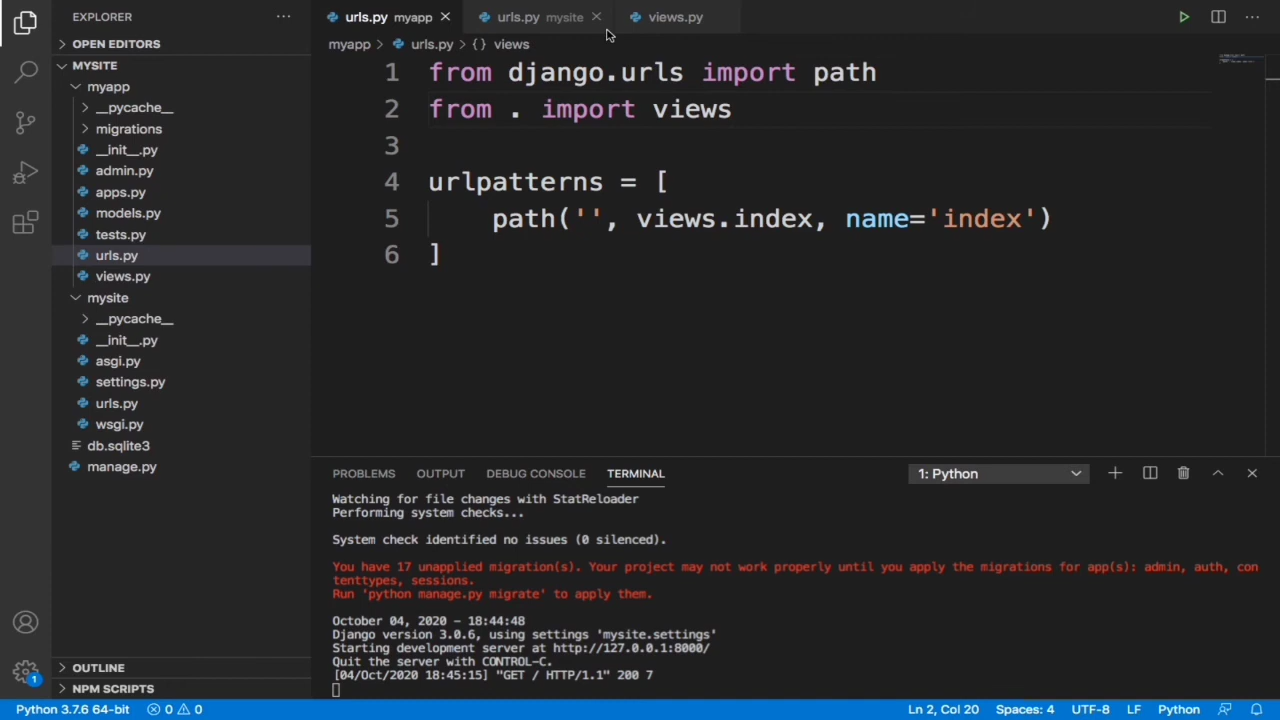 EXPLORER
OPEN EDITORS
MYSITE
myapp
__pycache__
migrations
__init__.py
admin.py
apps.py
models.py
tests.py
urls.py
views.py
mysite
__pycache__
__init__.py
asgi.py
settings.py
urls.py
wsgi.py
db.sqlite3
manage.py
OUTLINE
NPM SCRIPTS
urls.py myapp
urls.py mysite
views.py
myapp > urls.py > {} views
1 from django.urls import path
2 from . import views
3
4 urlpatterns = [
5 path('', views.index, name='index')
6 ]
PROBLEMS OUTPUT DEBUG CONSOLE TERMINAL 1: Python
Watching for file changes with StatReloader
Performing system checks...
System check identified no issues (0 silenced).
You have 17 unapplied migration(s). Your project may not work properly until you apply the migrations for app(s): admin, auth, con
tenttypes, sessions.
Run 'python manage.py migrate' to apply them.
October 04, 2020 - 18:44:48
Django version 3.0.6, using settings 'mysite.settings'
Starting development server at http://127.0.0.1:8000/
Quit the server with CONTROL-C.
[04/Oct/2020 18:45:15] "GET / HTTP/1.1" 200 7
1
Python 3.7.6 64-bit 0 0 Ln 2, Col 20 Spaces: 4 UTF-8 LF Python